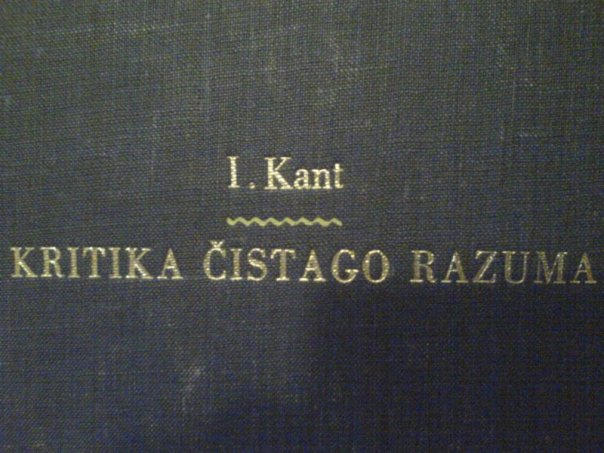 I. Kant
KRITIKA ČISTAGO RAZUMA